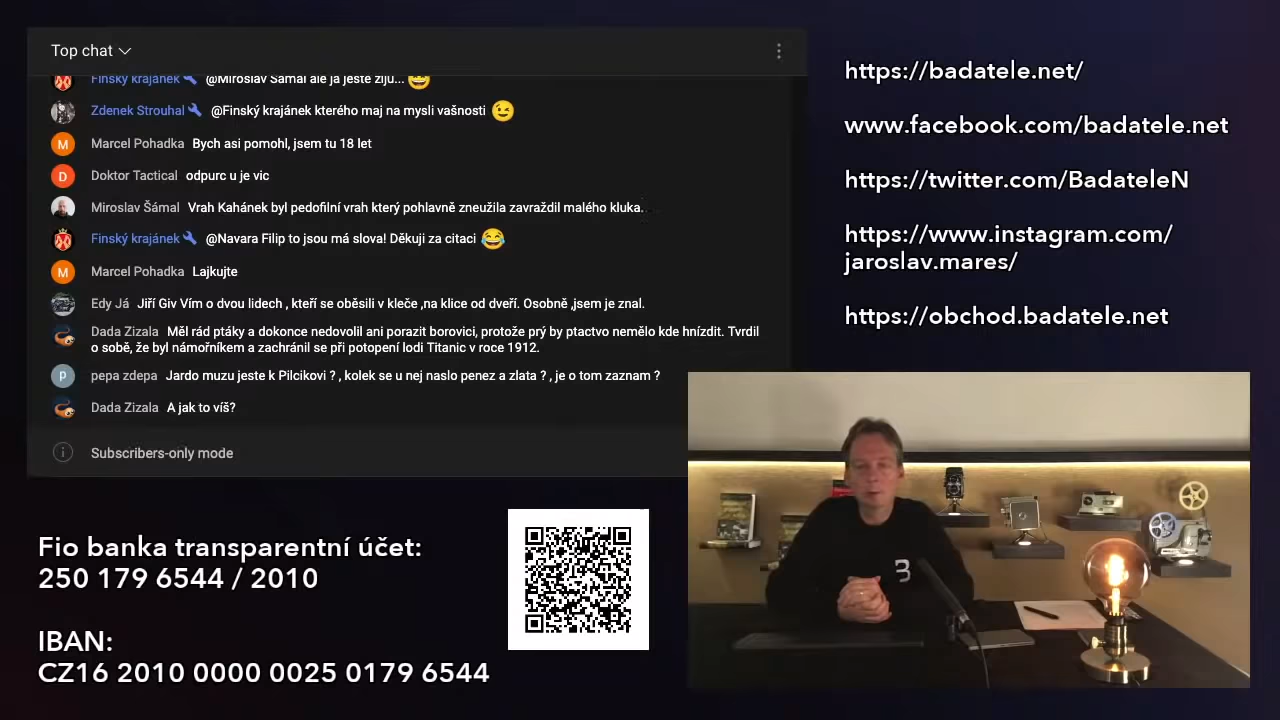 Top chat
Finský krajánek @Miroslav Šámal ale já ještě žiju...
Zdenek Strouhal @Finský krajánek kterého maj na mysli vašnosti
Marcel Pohadka Bych asi pomohl, jsem tu 18 let
Doktor Tactical odpurc u je vic
Miroslav Šámal Vrah Kahánek byl pedofilní vrah který pohlavně zneužila zavraždil malého kluka.
Finský krajánek @Navara Filip to jsou má slova! Děkuji za citaci
Marcel Pohadka Lajkujte
Edy Já Jiří Giv Vím o dvou lidech , kteří se oběsili v kleče ,na klice od dveří. Osobně ,jsem je znal.
Dada Zizala Měl rád ptáky a dokonce nedovolil ani porazit borovici, protože prý by ptactvo nemělo kde hnízdit. Tvrdil
o sobě, že byl námořníkem a zachránil se při potopení lodi Titanic v roce 1912.
pepa zdepa Jardo muzu jeste k Pilcikovi ? , kolek se u nej naslo penez a zlata ? , je o tom zaznam ?
Dada Zizala A jak to víš?
Subscribers-only mode
https://badatele.net/
www.facebook.com/badatele.net
https://twitter.com/BadateleN
https://www.instagram.com/
jaroslav.mares/
https://obchod.badatele.net
Fio banka transparentní účet:
250 179 6544 / 2010
IBAN:
CZ16 2010 0000 0025 0179 6544